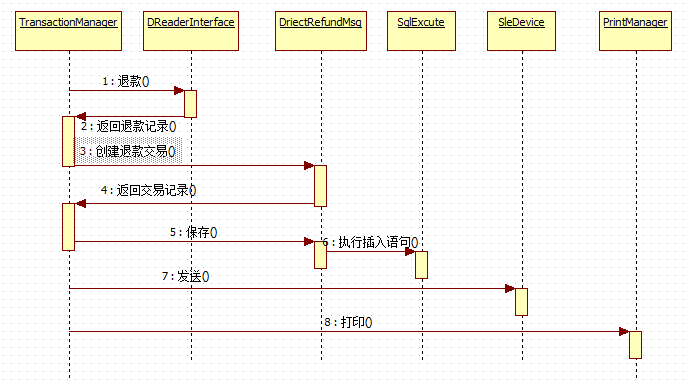 TransactionManager
DReaderInterface
DriectRefundMsg
SqlExcute
SleDevice
PrintManager
1 : 退款()
2 : 返回退款记录()
3 : 创建退款交易()
4 : 返回交易记录()
5 : 保存()
6 : 执行插入语句()
7 : 发送()
8 : 打印()